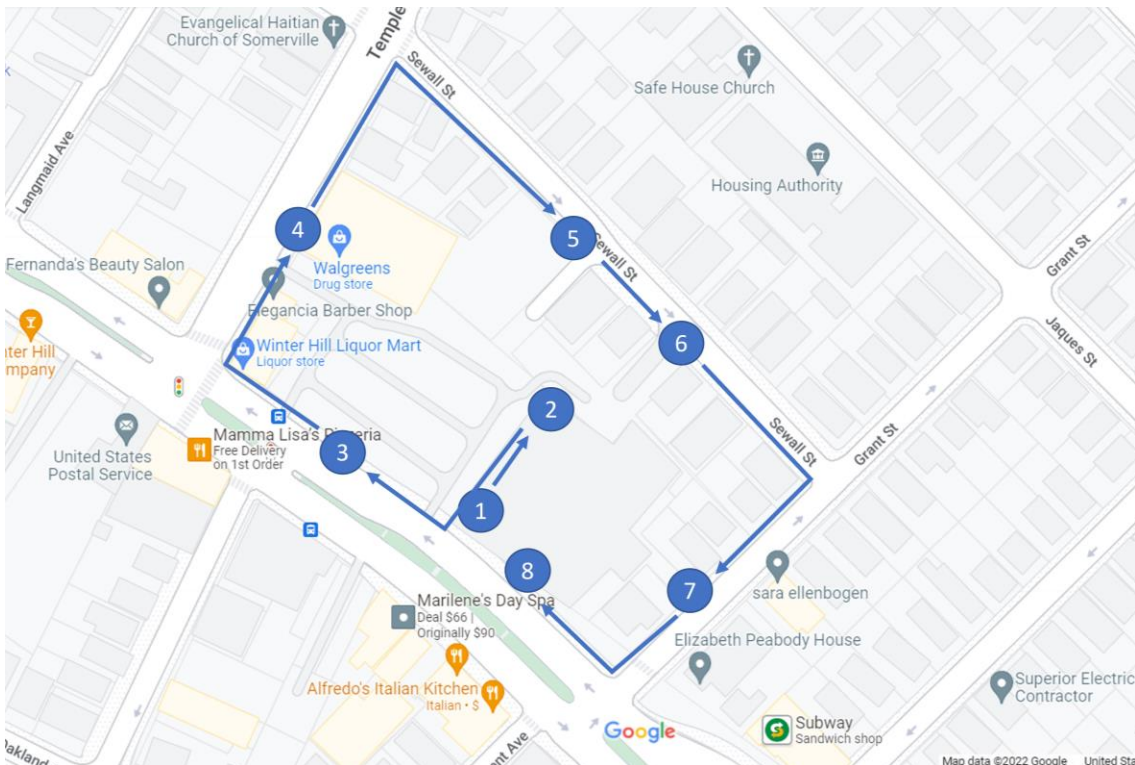 Evangelical Haitian
Church of Somerville
Temple
Sewall St
Safe House Church
Langmaid Ave
Housing Authority
4
5
Sewall St
Grant St
Walgreens
Drug store
Fernanda's Beauty Salon
Elegancia Barber Shop
Jaques St
6
Winter Hill Liquor Mart
Liquor store
nter Hill
ompany
2
Sewall St
Grant St
Mamma Lisa's Pizzeria
Free Delivery
on 1st Order
3
United States
Postal Service
1
8
7
sara ellenbogen
Marilene's Day Spa
Deal $66 |
Originally $90
Elizabeth Peabody House
Alfredo's Italian Kitchen
Italian • $
Superior Electric
Contractor
Google
Subway
Sandwich shop
Oakland
ont Ave
Map data ©2022 Google
United Sta